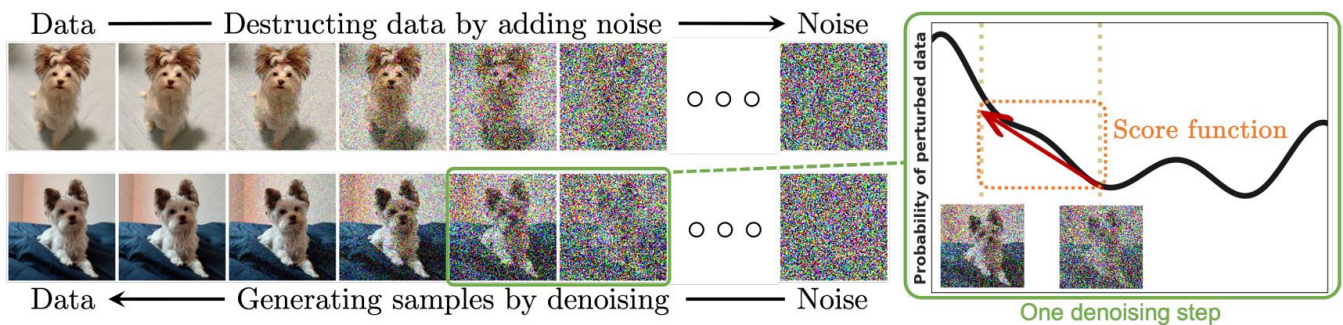 Data Destructing data by adding noise Noise
Data Generating samples by denoising Noise
Probability of perturbed data
Score function
One denoising step